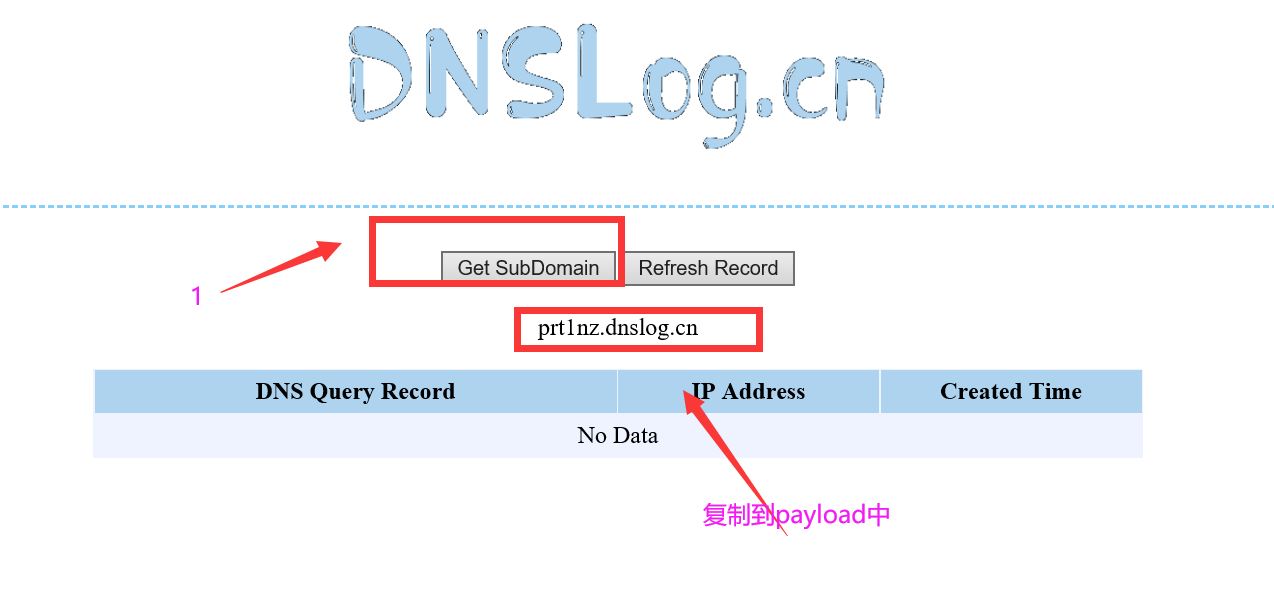 DNSLog.cn
Get SubDomain Refresh Record
1
prt1nz.dnslog.cn
DNS Query Record IP Address Created Time
No Data
复制到payload中